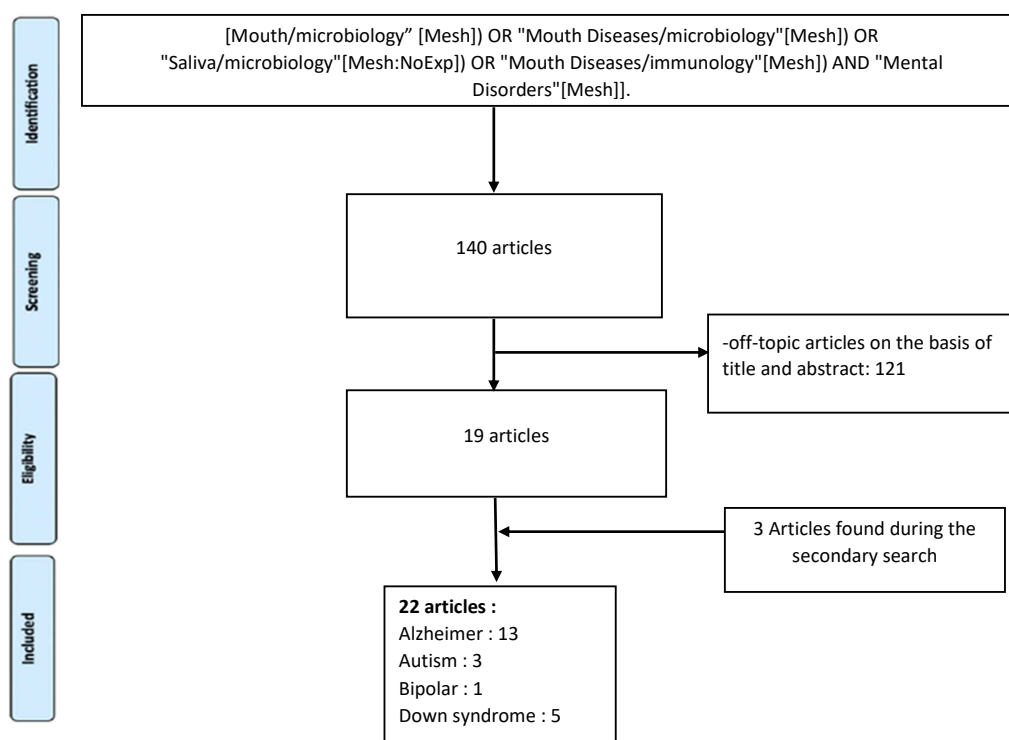 [Mouth/microbiology” [Mesh]) OR "Mouth Diseases/microbiology"[Mesh]) OR
"Saliva/microbiology"[Mesh:NoExp]) OR "Mouth Diseases/immunology"[Mesh]) AND "Mental
Disorders"[Mesh]].
Identification
140 articles
Screening
-off-topic articles on the basis of
title and abstract: 121
19 articles
Eligibility
3 Articles found during the
secondary search
22 articles :
Alzheimer : 13
Autism : 3
Bipolar : 1
Down syndrome : 5
Included